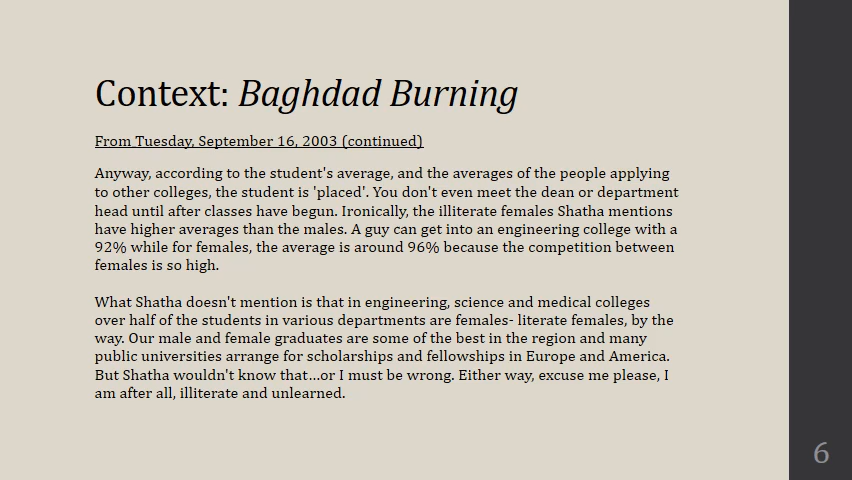 Context: Baghdad Burning
From Tuesday, September 16, 2003 (continued)
Anyway, according to the student's average, and the averages of the people applying
to other colleges, the student is 'placed'. You don't even meet the dean or department
head until after classes have begun. Ironically, the illiterate females Shatha mentions
have higher averages than the males. A guy can get into an engineering college with a
92% while for females, the average is around 96% because the competition between
females is so high.
What Shatha doesn't mention is that in engineering, science and medical colleges
over half of the students in various departments are females- literate females, by the
way. Our male and female graduates are some of the best in the region and many
public universities arrange for scholarships and fellowships in Europe and America.
But Shatha wouldn't know that…or I must be wrong. Either way, excuse me please, I
am after all, illiterate and unlearned.
6